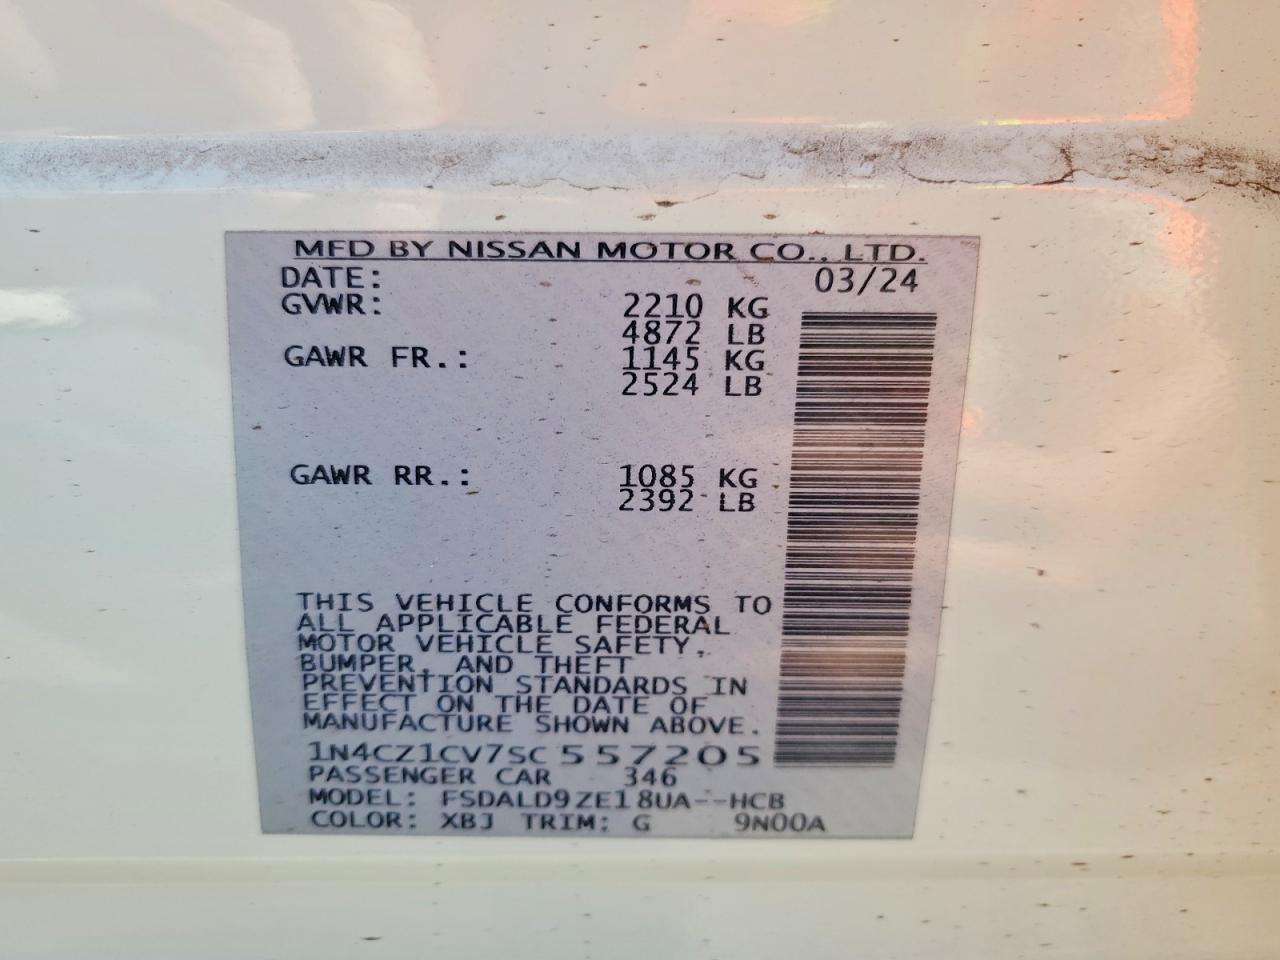 MFD BY NISSAN MOTOR CO., LTD.
DATE: 03/24
GVWR: 2210 KG
4872 LB
GAWR FR.: 1145 KG
2524 LB
GAWR RR.: 1085 KG
2392 LB
THIS VEHICLE CONFORMS TO
ALL APPLICABLE FEDERAL
MOTOR VEHICLE SAFETY,
BUMPER, AND THEFT
PREVENTION STANDARDS IN
EFFECT ON THE DATE OF
MANUFACTURE SHOWN ABOVE.
1N4CZ1CV7SC557205
PASSENGER CAR 346
MODEL: FSDALD9ZE18UA--HCB
COLOR: XBJ TRIM: G 9N00A